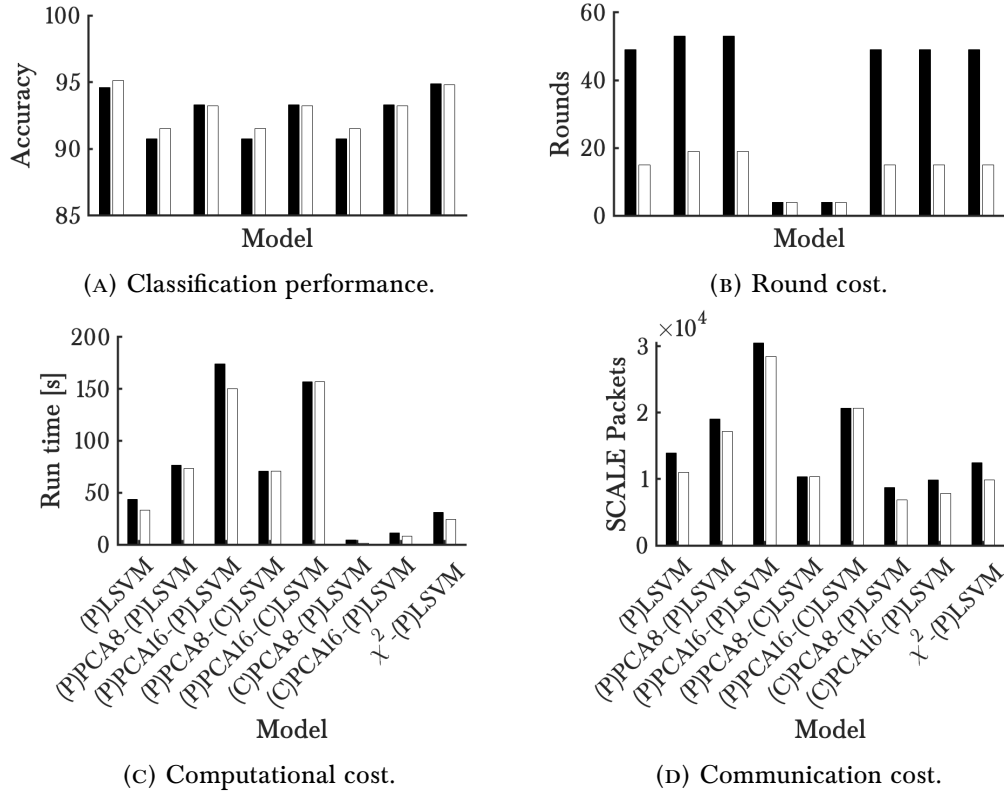 100
95
90
85
Accuracy
Model
(A) Classification performance.
60
40
20
0
Rounds
Model
(B) Round cost.
200
150
100
50
0
Run time [s]
(P)LSVM
(P)PCA8-(P)LSVM
(P)PCA16-(P)LSVM
(P)PCA8-(C)LSVM
(P)PCA16-(C)LSVM
(C)PCA8-(P)LSVM
(C)PCA16-(P)LSVM
χ²-(P)LSVM
Model
(C) Computational cost.
×10⁴
3
2
1
0
SCALE Packets
(P)LSVM
(P)PCA8-(P)LSVM
(P)PCA16-(P)LSVM
(P)PCA8-(C)LSVM
(P)PCA16-(C)LSVM
(C)PCA8-(P)LSVM
(C)PCA16-(P)LSVM
χ²-(P)LSVM
Model
(D) Communication cost.